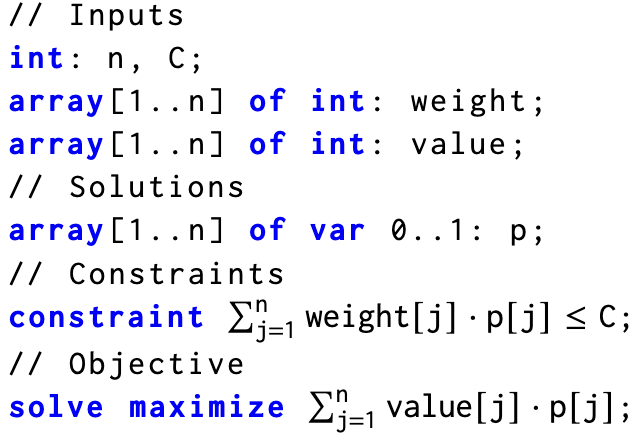 // Inputs
int: n, C;
array[1..n] of int: weight;
array[1..n] of int: value;
// Solutions
array[1..n] of var 0..1: p;
// Constraints
constraint ∑ⁿⱼ₌₁ weight[j] · p[j] ≤ C;
// Objective
solve maximize ∑ⁿⱼ₌₁ value[j] · p[j];